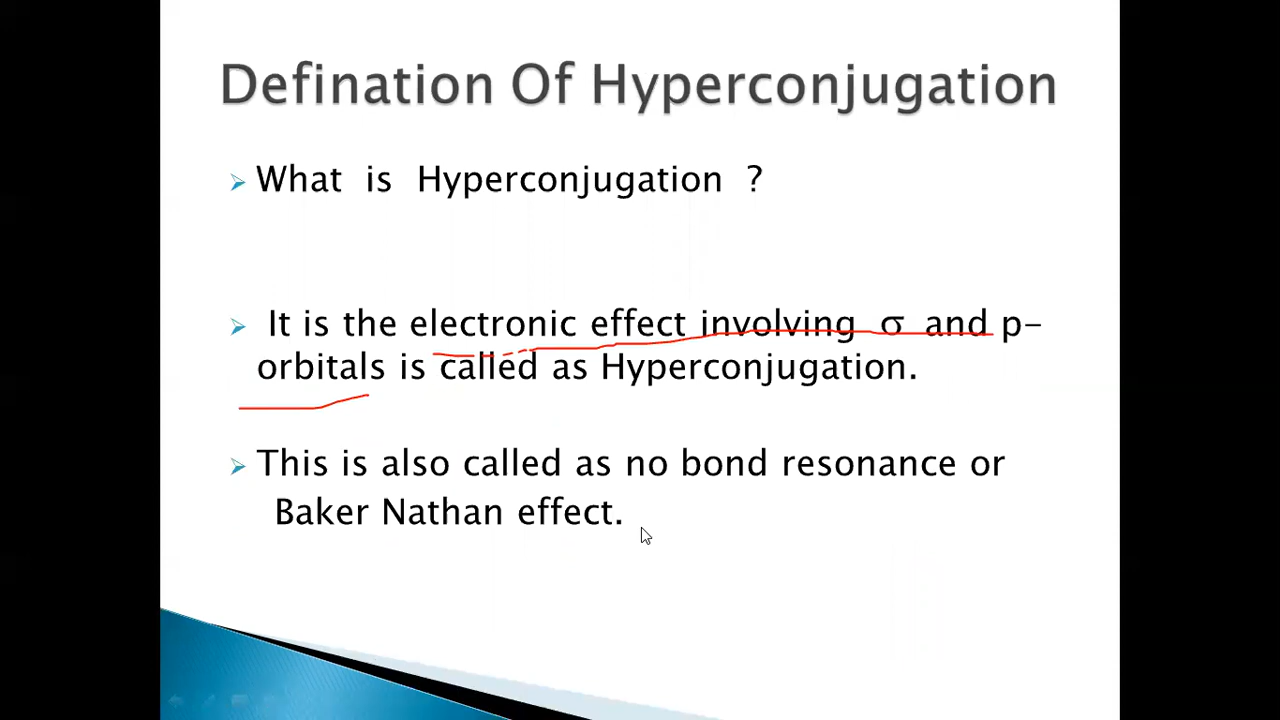 Defination Of Hyperconjugation
What is Hyperconjugation ?
It is the electronic effect involving σ and p-
orbitals is called as Hyperconjugation.
This is also called as no bond resonance or
Baker Nathan effect.